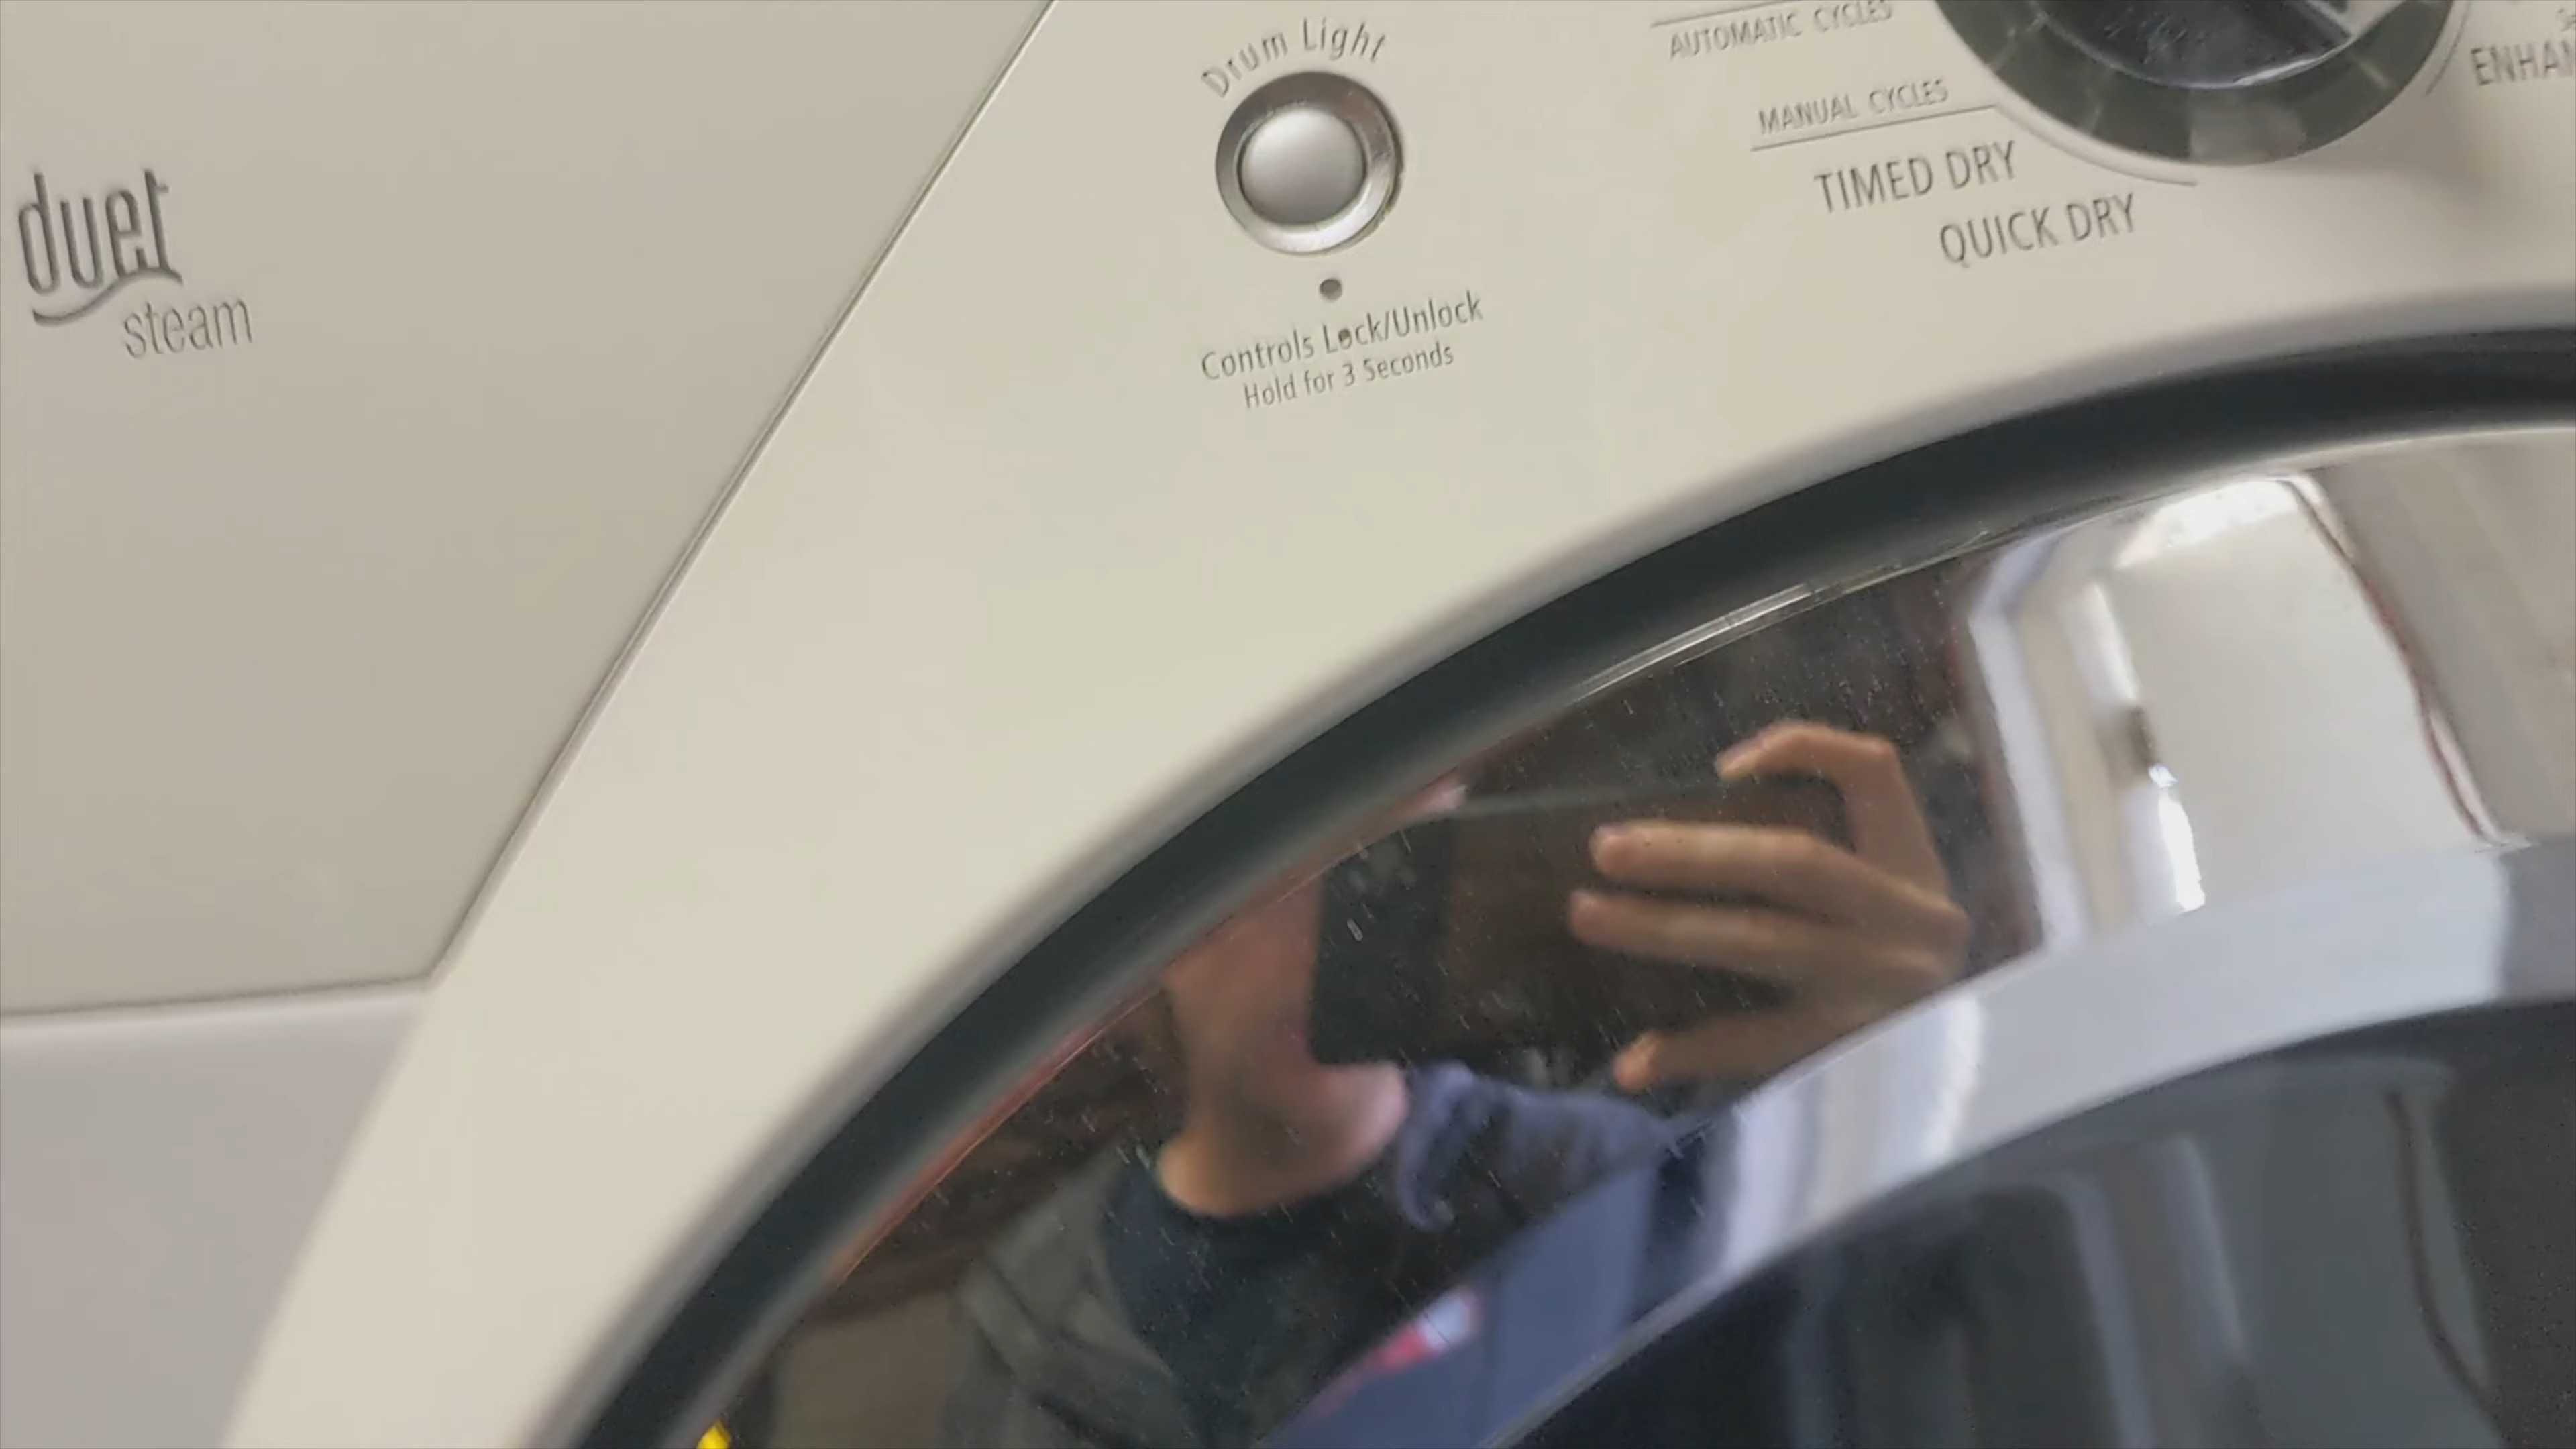 duet
steam
Drum Light
Controls Lock/Unlock
Hold for 3 Seconds
AUTOMATIC CYCLES
MANUAL CYCLES
TIMED DRY
QUICK DRY